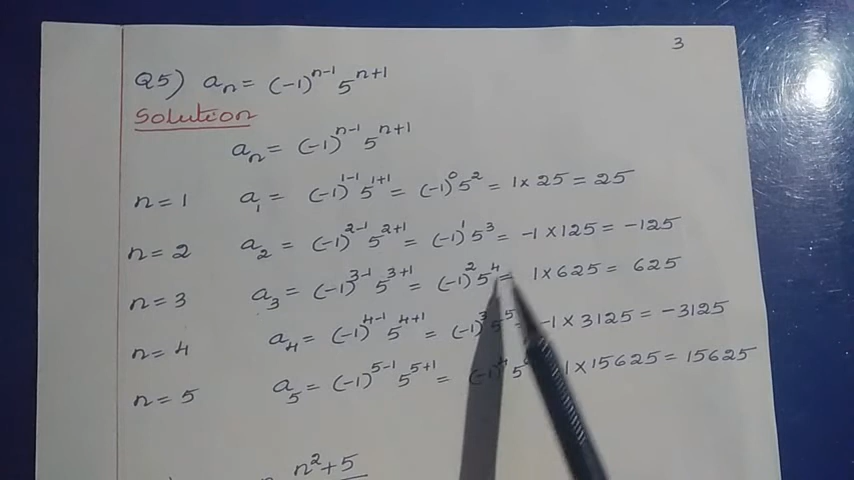 3
Q5) aₙ = (-1)ⁿ⁻¹ 5ⁿ⁺¹
Solution
aₙ = (-1)ⁿ⁻¹ 5ⁿ⁺¹
n = 1 a₁ = (-1)¹⁻¹ 5¹⁺¹ = (-1)⁰ 5² = 1 × 25 = 25
n = 2 a₂ = (-1)²⁻¹ 5²⁺¹ = (-1)¹ 5³ = -1 × 125 = -125
n = 3 a₃ = (-1)³⁻¹ 5³⁺¹ = (-1)² 5⁴ = 1 × 625 = 625
n = 4 a₄ = (-1)⁴⁻¹ 5⁴⁺¹ = (-1)³ 5⁵ = -1 × 3125 = -3125
n = 5 a₅ = (-1)⁵⁻¹ 5⁵⁺¹ = (-1)⁴ 5 1 × 15625 = 15625
n² + 5